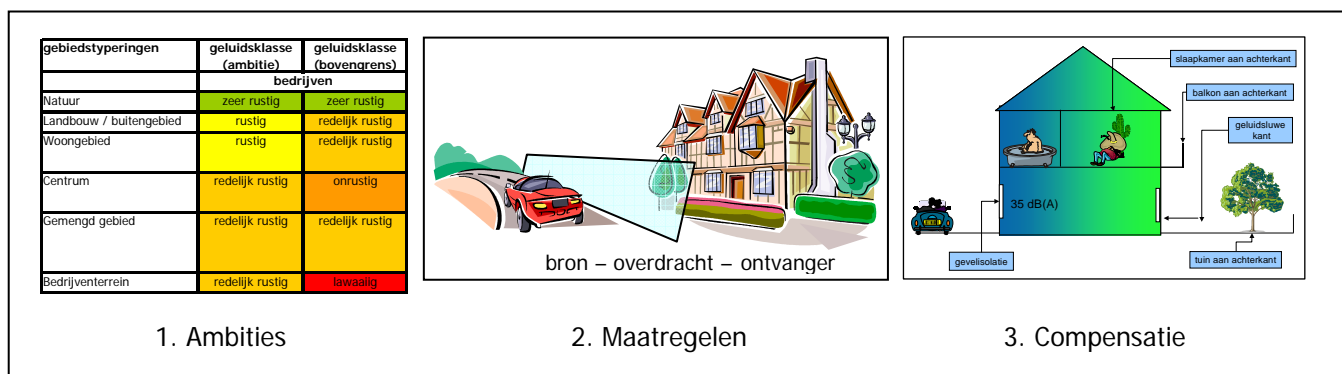 gebiedstyperingen geluidsklasse geluidsklasse
(ambitie) (bovengrens)
bedrijven
Natuur zeer rustig zeer rustig
Landbouw / buitengebied rustig redelijk rustig
Woongebied rustig redelijk rustig
Centrum redelijk rustig onrustig
Gemengd gebied redelijk rustig redelijk rustig
Bedrijventerrein redelijk rustig lawaaiig
bron – overdracht – ontvanger
slaapkamer aan achterkant
balkon aan achterkant
geluidsluwe
kant
35 dB(A)
gevelisolatie
tuin aan achterkant
1. Ambities
2. Maatregelen
3. Compensatie